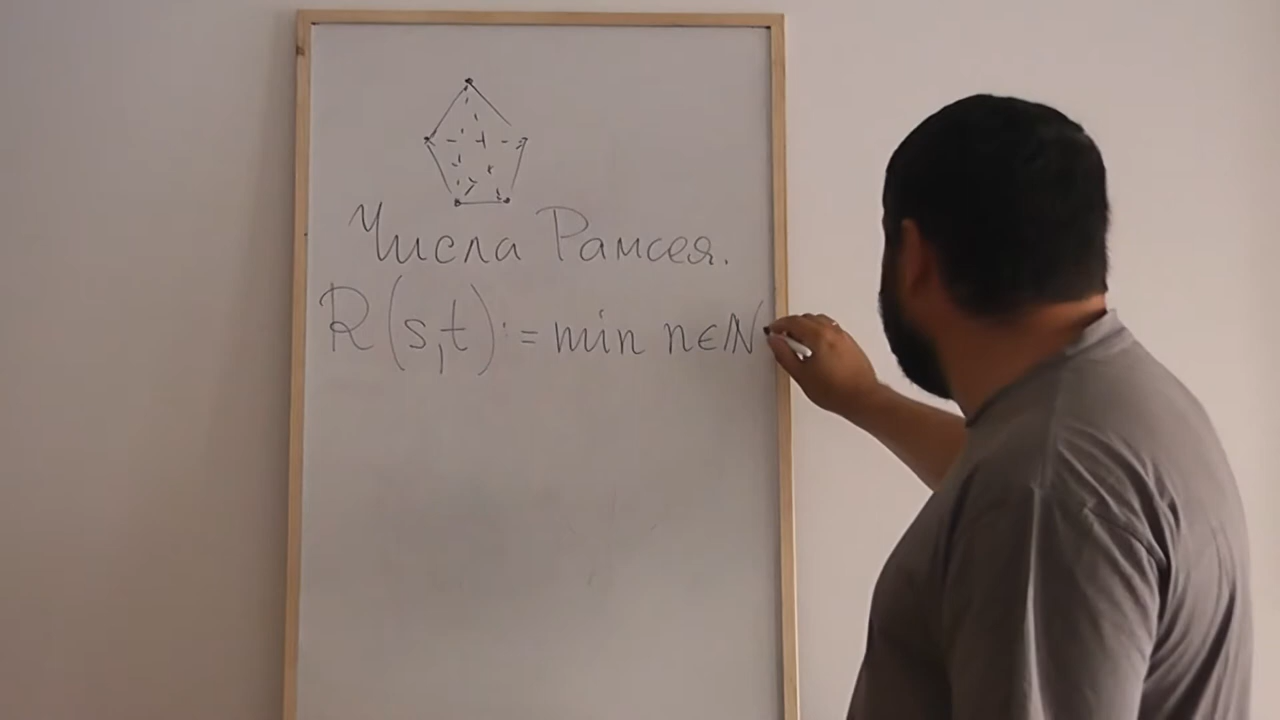 Числа Рамсея.
R(s,t) := min n∈ℕ